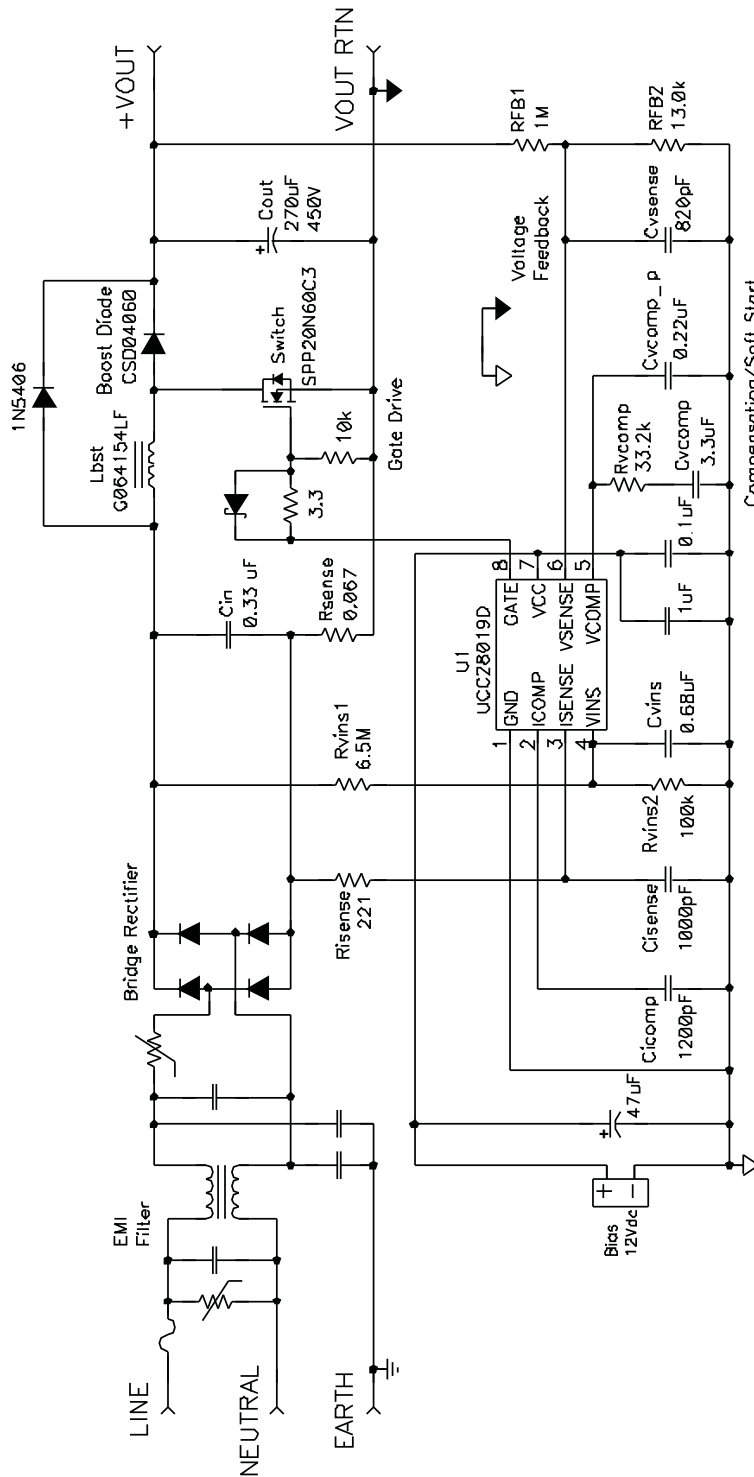 LINE
NEUTRAL
EARTH
EMI
Filter
Bridge Rectifier
1N5406
Lbst
G064154LF
Boost Diode
CSD04060
+VOUT
VOUT RTN
Cin
0.33 uF
Rsense
0,067
3.3
10k
Switch
SPP20N60C3
Gate Drive
+
Cout
270uF
450V
Risense
221
Rvins1
6.5M
Voltage
Feedback
RFB1
1M
U1
UCC28019D
1
GND
GATE
8
2
ICOMP
VCC
7
3
ISENSE
VSENSE
6
4
VINS
VCOMP
5
Bias
12Vdc
+
−
+
47uF
Cicomp
1200pF
Cisense
1000pF
Rvins2
100k
Cvins
0.68uF
1uF
0.1uF
Rvcomp
33.2k
Cvcomp
3.3uF
Cvcomp_p
0.22uF
Cvsense
820pF
RFB2
13.0k
Compensation/Soft Start